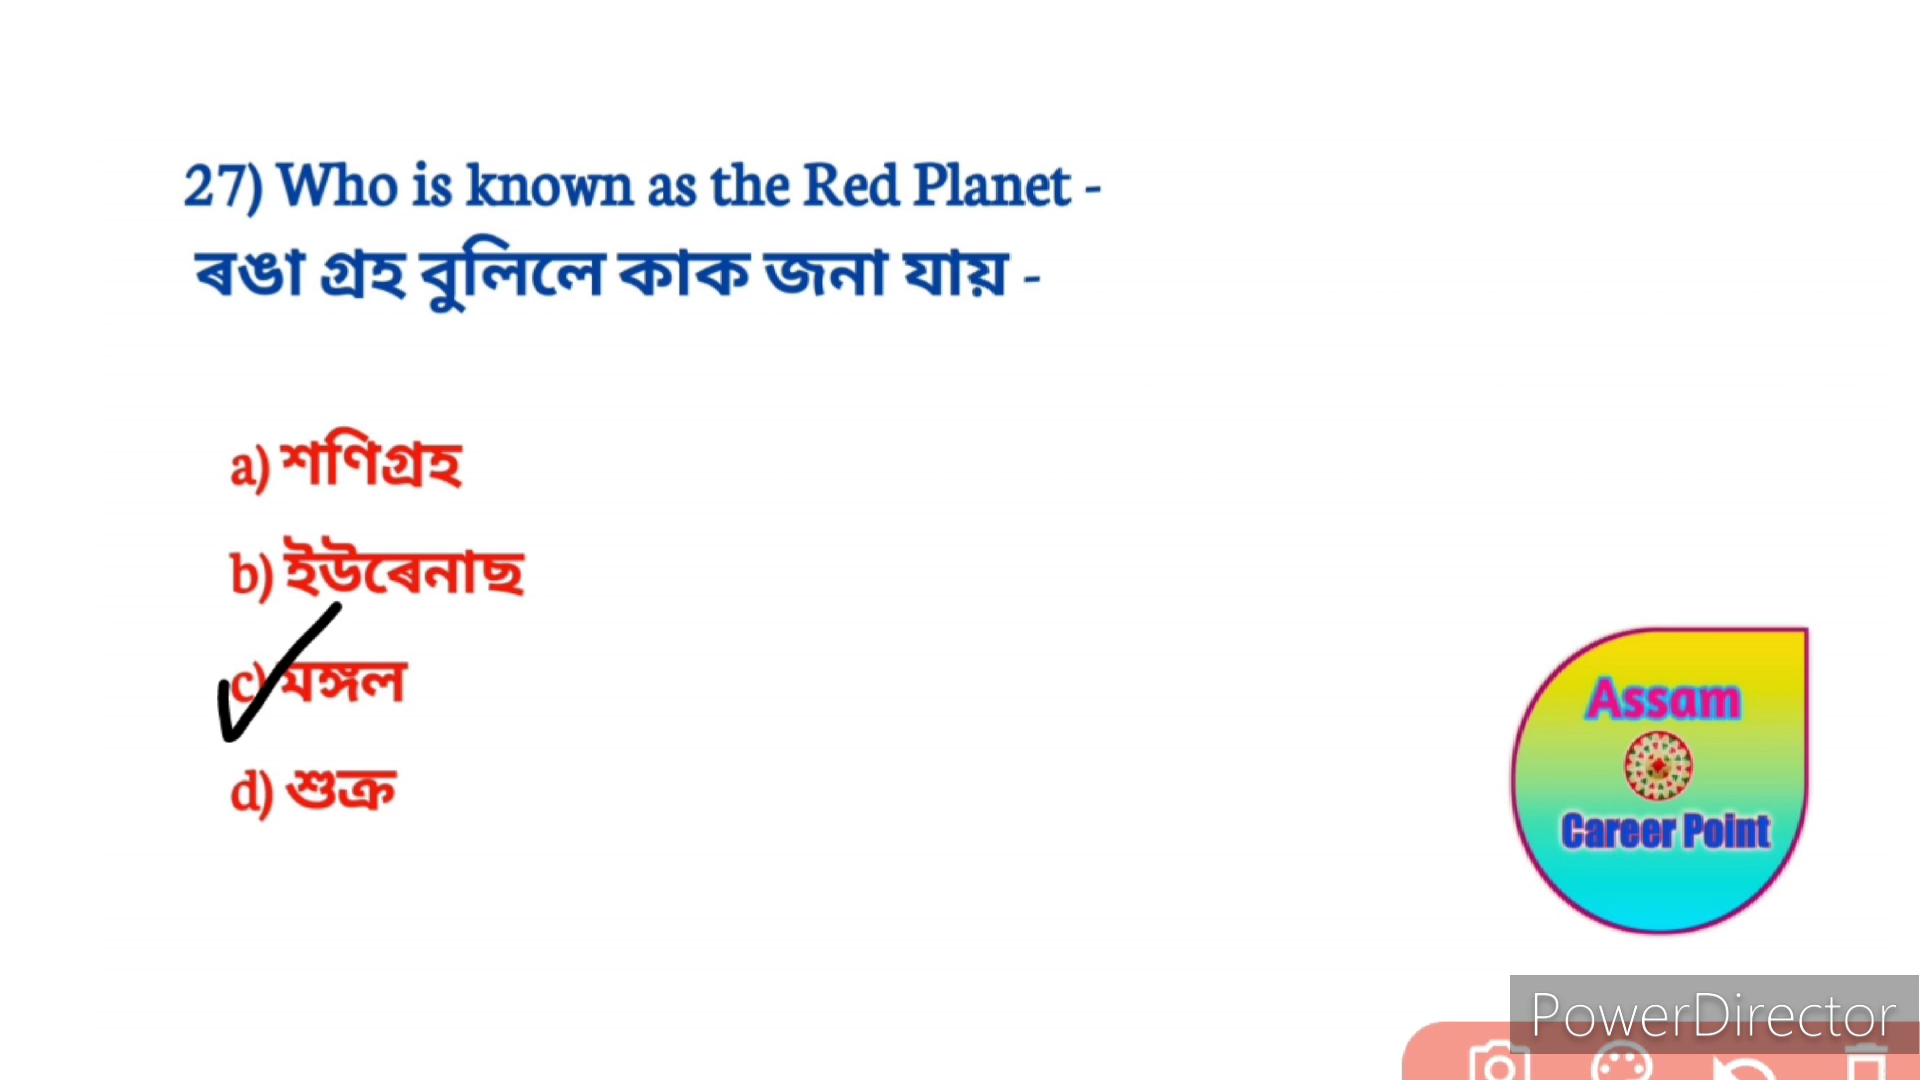 27) Who is known as the Red Planet -
ৰঙা গ্ৰহ বুলিলে কাক জনা যায় -
a) শণিগ্ৰহ
b) ইউৰেনাছ
c) মঙ্গল
d) শুক্ৰ
Assam
Career Point
PowerDirector